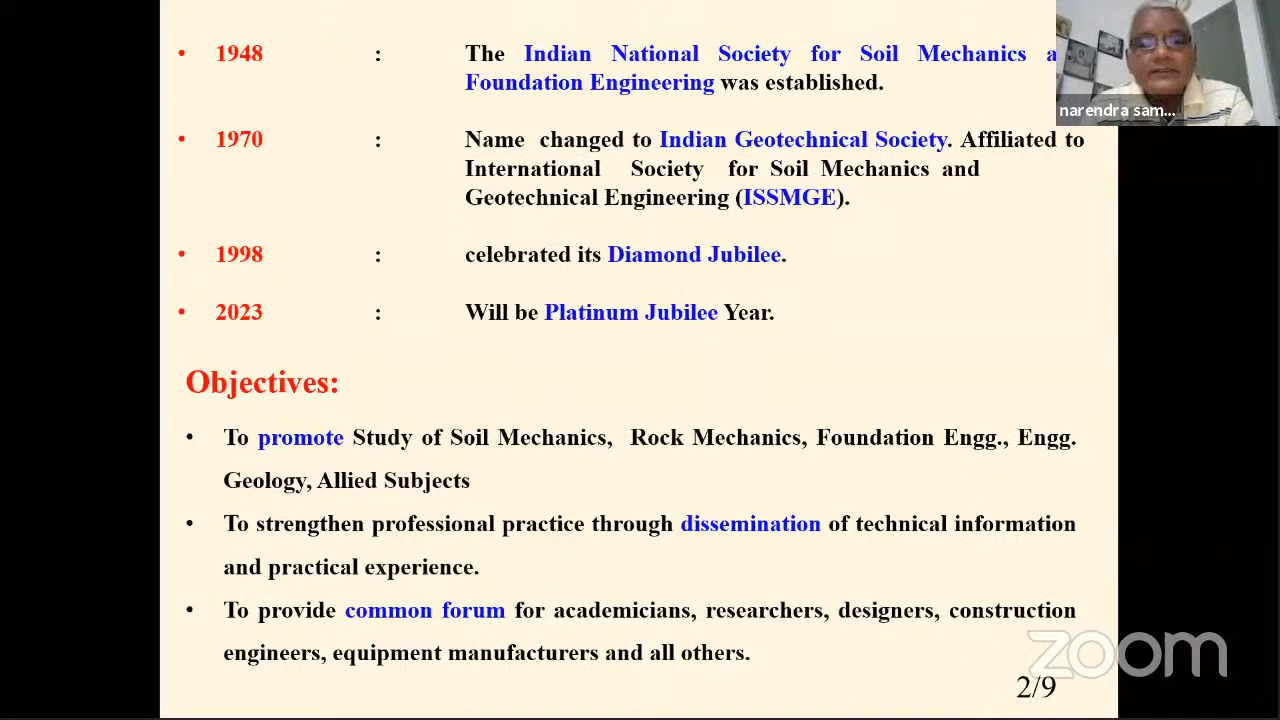 • 1948 : The Indian National Society for Soil Mechanics a
Foundation Engineering was established.
• 1970 : Name changed to Indian Geotechnical Society. Affiliated to
International Society for Soil Mechanics and
Geotechnical Engineering (ISSMGE).
• 1998 : celebrated its Diamond Jubilee.
• 2023 : Will be Platinum Jubilee Year.
Objectives:
• To promote Study of Soil Mechanics, Rock Mechanics, Foundation Engg., Engg.
Geology, Allied Subjects
• To strengthen professional practice through dissemination of technical information
and practical experience.
• To provide common forum for academicians, researchers, designers, construction
engineers, equipment manufacturers and all others.
2/9
narendra sam...
zoom